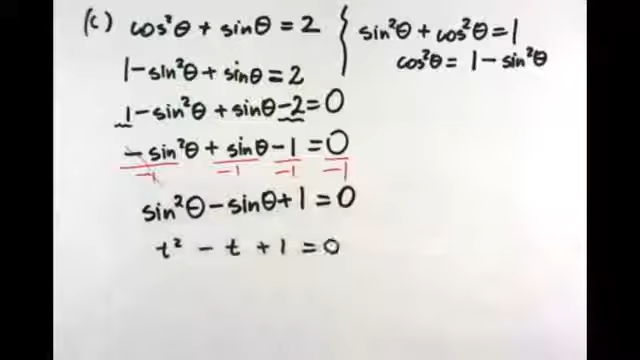 (c) cos²θ + sinθ = 2
sin²θ + cos²θ = 1
cos²θ = 1 − sin²θ
1 − sin²θ + sinθ = 2
1 − sin²θ + sinθ − 2 = 0
− sin²θ + sinθ − 1 = 0
−1 −1 −1 −1
sin²θ − sinθ + 1 = 0
t² − t + 1 = 0